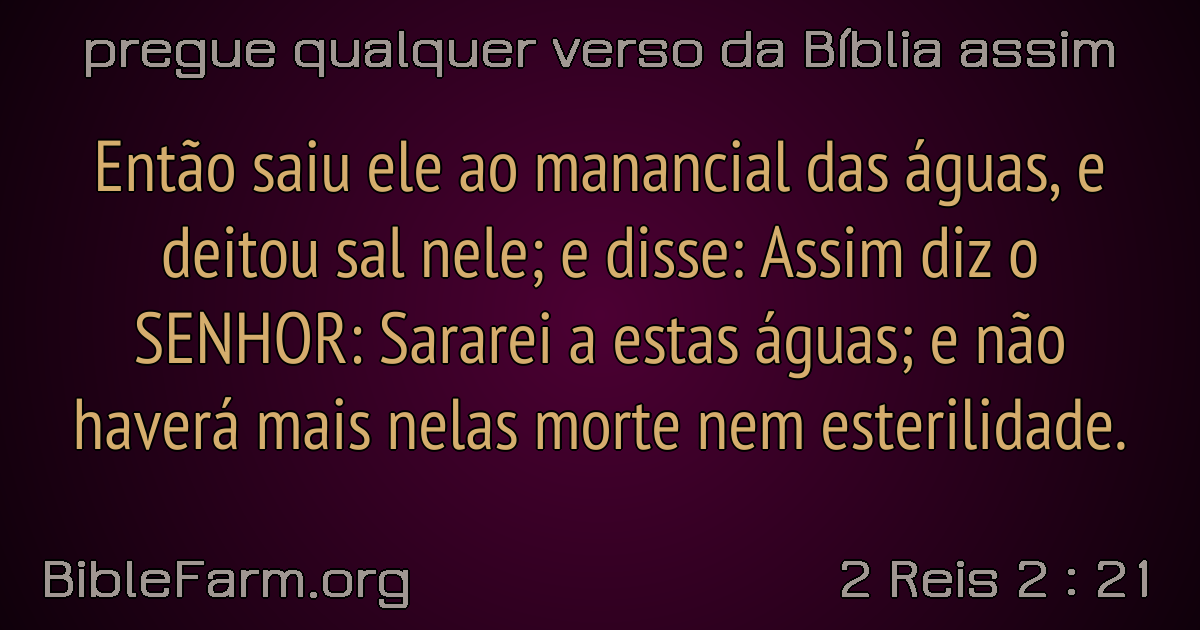 pregue qualquer verso da Bíblia assim
Então saiu ele ao manancial das águas, e
deitou sal nele; e disse: Assim diz o
SENHOR: Sararei a estas águas; e não
haverá mais nelas morte nem esterilidade.
BibleFarm.org
2 Reis 2 : 21